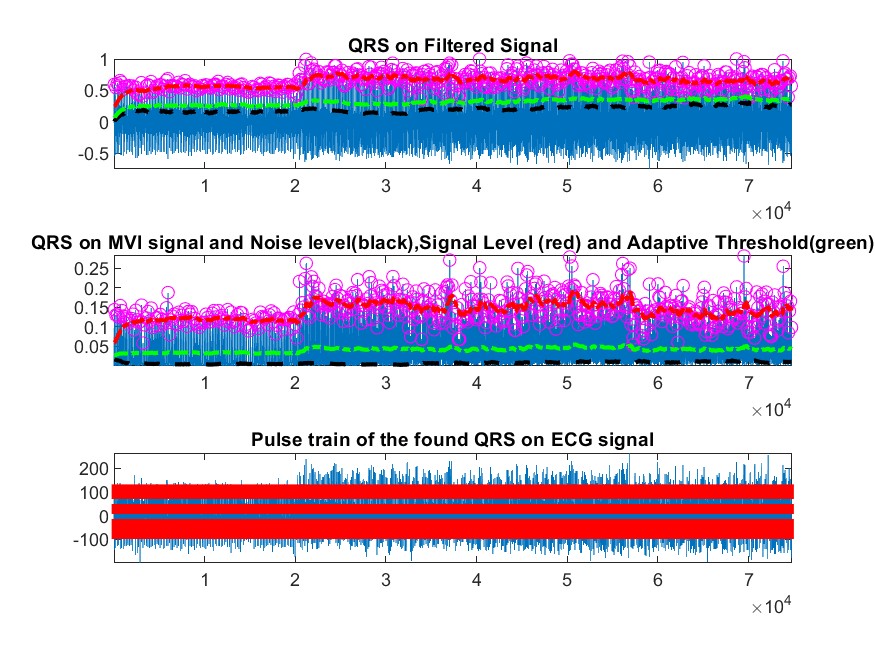 QRS on Filtered Signal
1
0.5
0
-0.5
1 2 3 4 5 6 7
×10^4
QRS on MVI signal and Noise level(black),Signal Level (red) and Adaptive Threshold(green)
0.25
0.2
0.15
0.1
0.05
1 2 3 4 5 6 7
×10^4
Pulse train of the found QRS on ECG signal
200
100
0
-100
1 2 3 4 5 6 7
×10^4